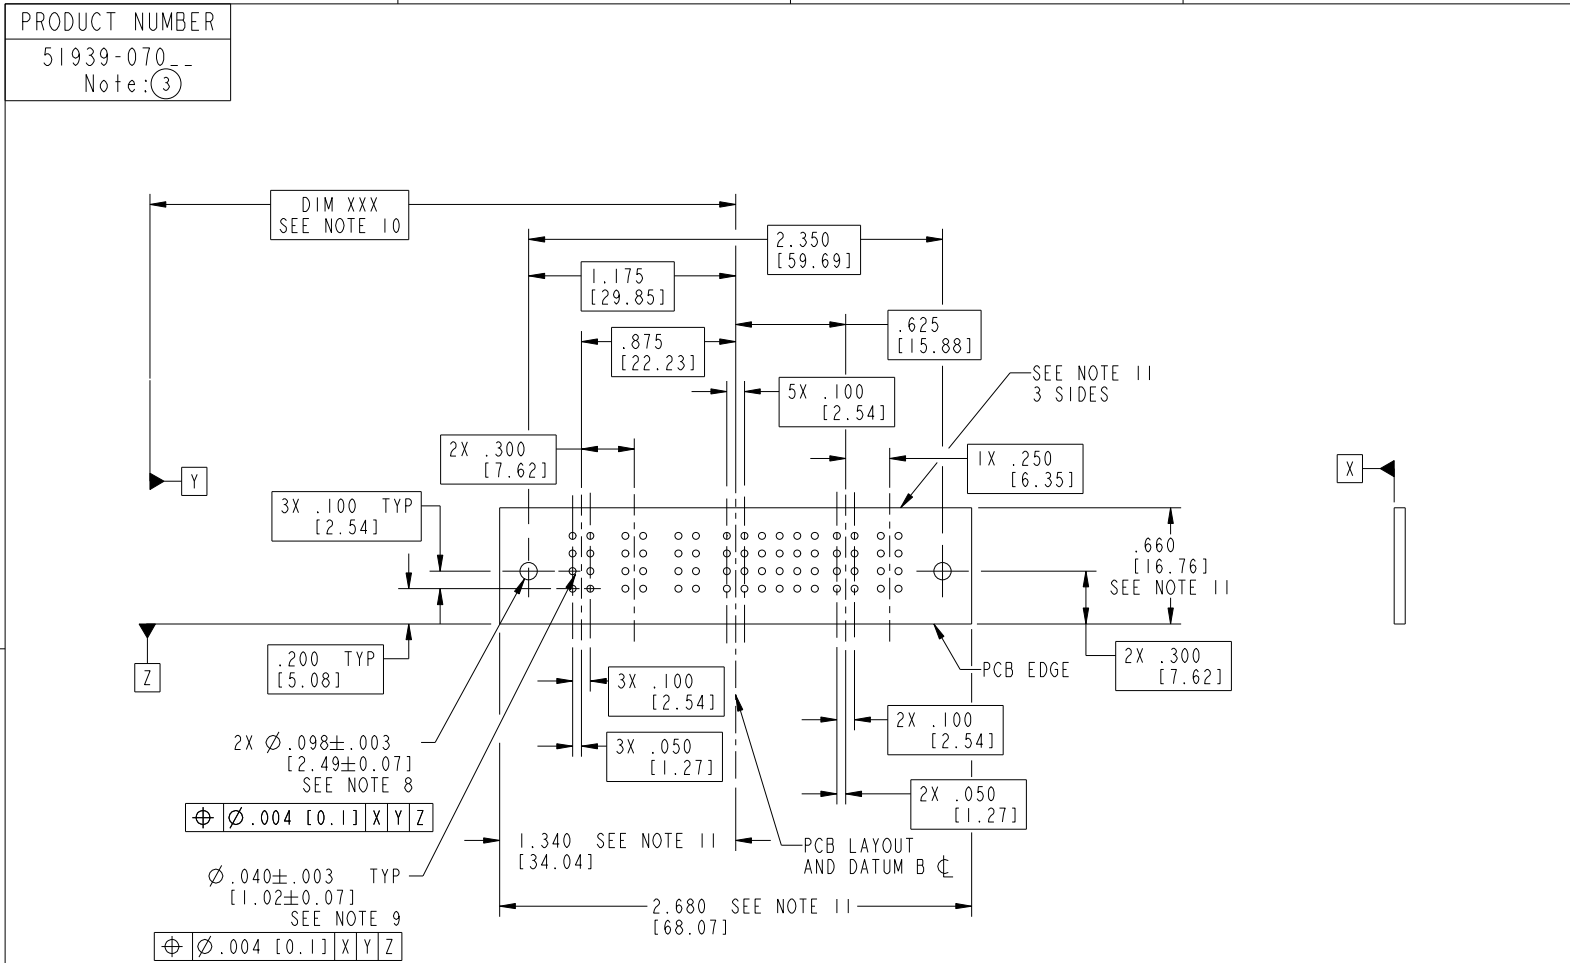 PRODUCT NUMBER
51939-070__
Note: 3
DIM XXX
SEE NOTE 10
2.350
[59.69]
1.175
[29.85]
.625
[15.88]
.875
[22.23]
SEE NOTE 11
3 SIDES
5X .100
[2.54]
2X .300
[7.62]
1X .250
[6.35]
Y
X
3X .100 TYP
[2.54]
.660
[16.76]
SEE NOTE 11
.200 TYP
[5.08]
Z
PCB EDGE
2X .300
[7.62]
3X .100
[2.54]
2X .100
[2.54]
3X .050
[1.27]
2X Ø.098±.003
[2.49±0.07]
SEE NOTE 8
⌖ Ø.004 [0.1] X Y Z
2X .050
[1.27]
1.340 SEE NOTE 11
[34.04]
PCB LAYOUT
AND DATUM B ℄
Ø.040±.003 TYP
[1.02±0.07]
SEE NOTE 9
⌖ Ø.004 [0.1] X Y Z
2.680 SEE NOTE 11
[68.07]